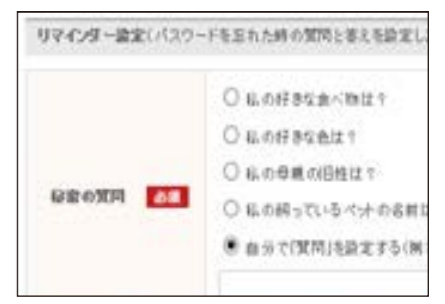 リマインダー設定(パスワードを忘れた時の質問と答えを設定し
私の好きな食べ物は？
私の好きな色は？
私の母親の旧姓は？
秘密の質問 必須
私の飼っているペットの名前は
自分で「質問」を設定する(例